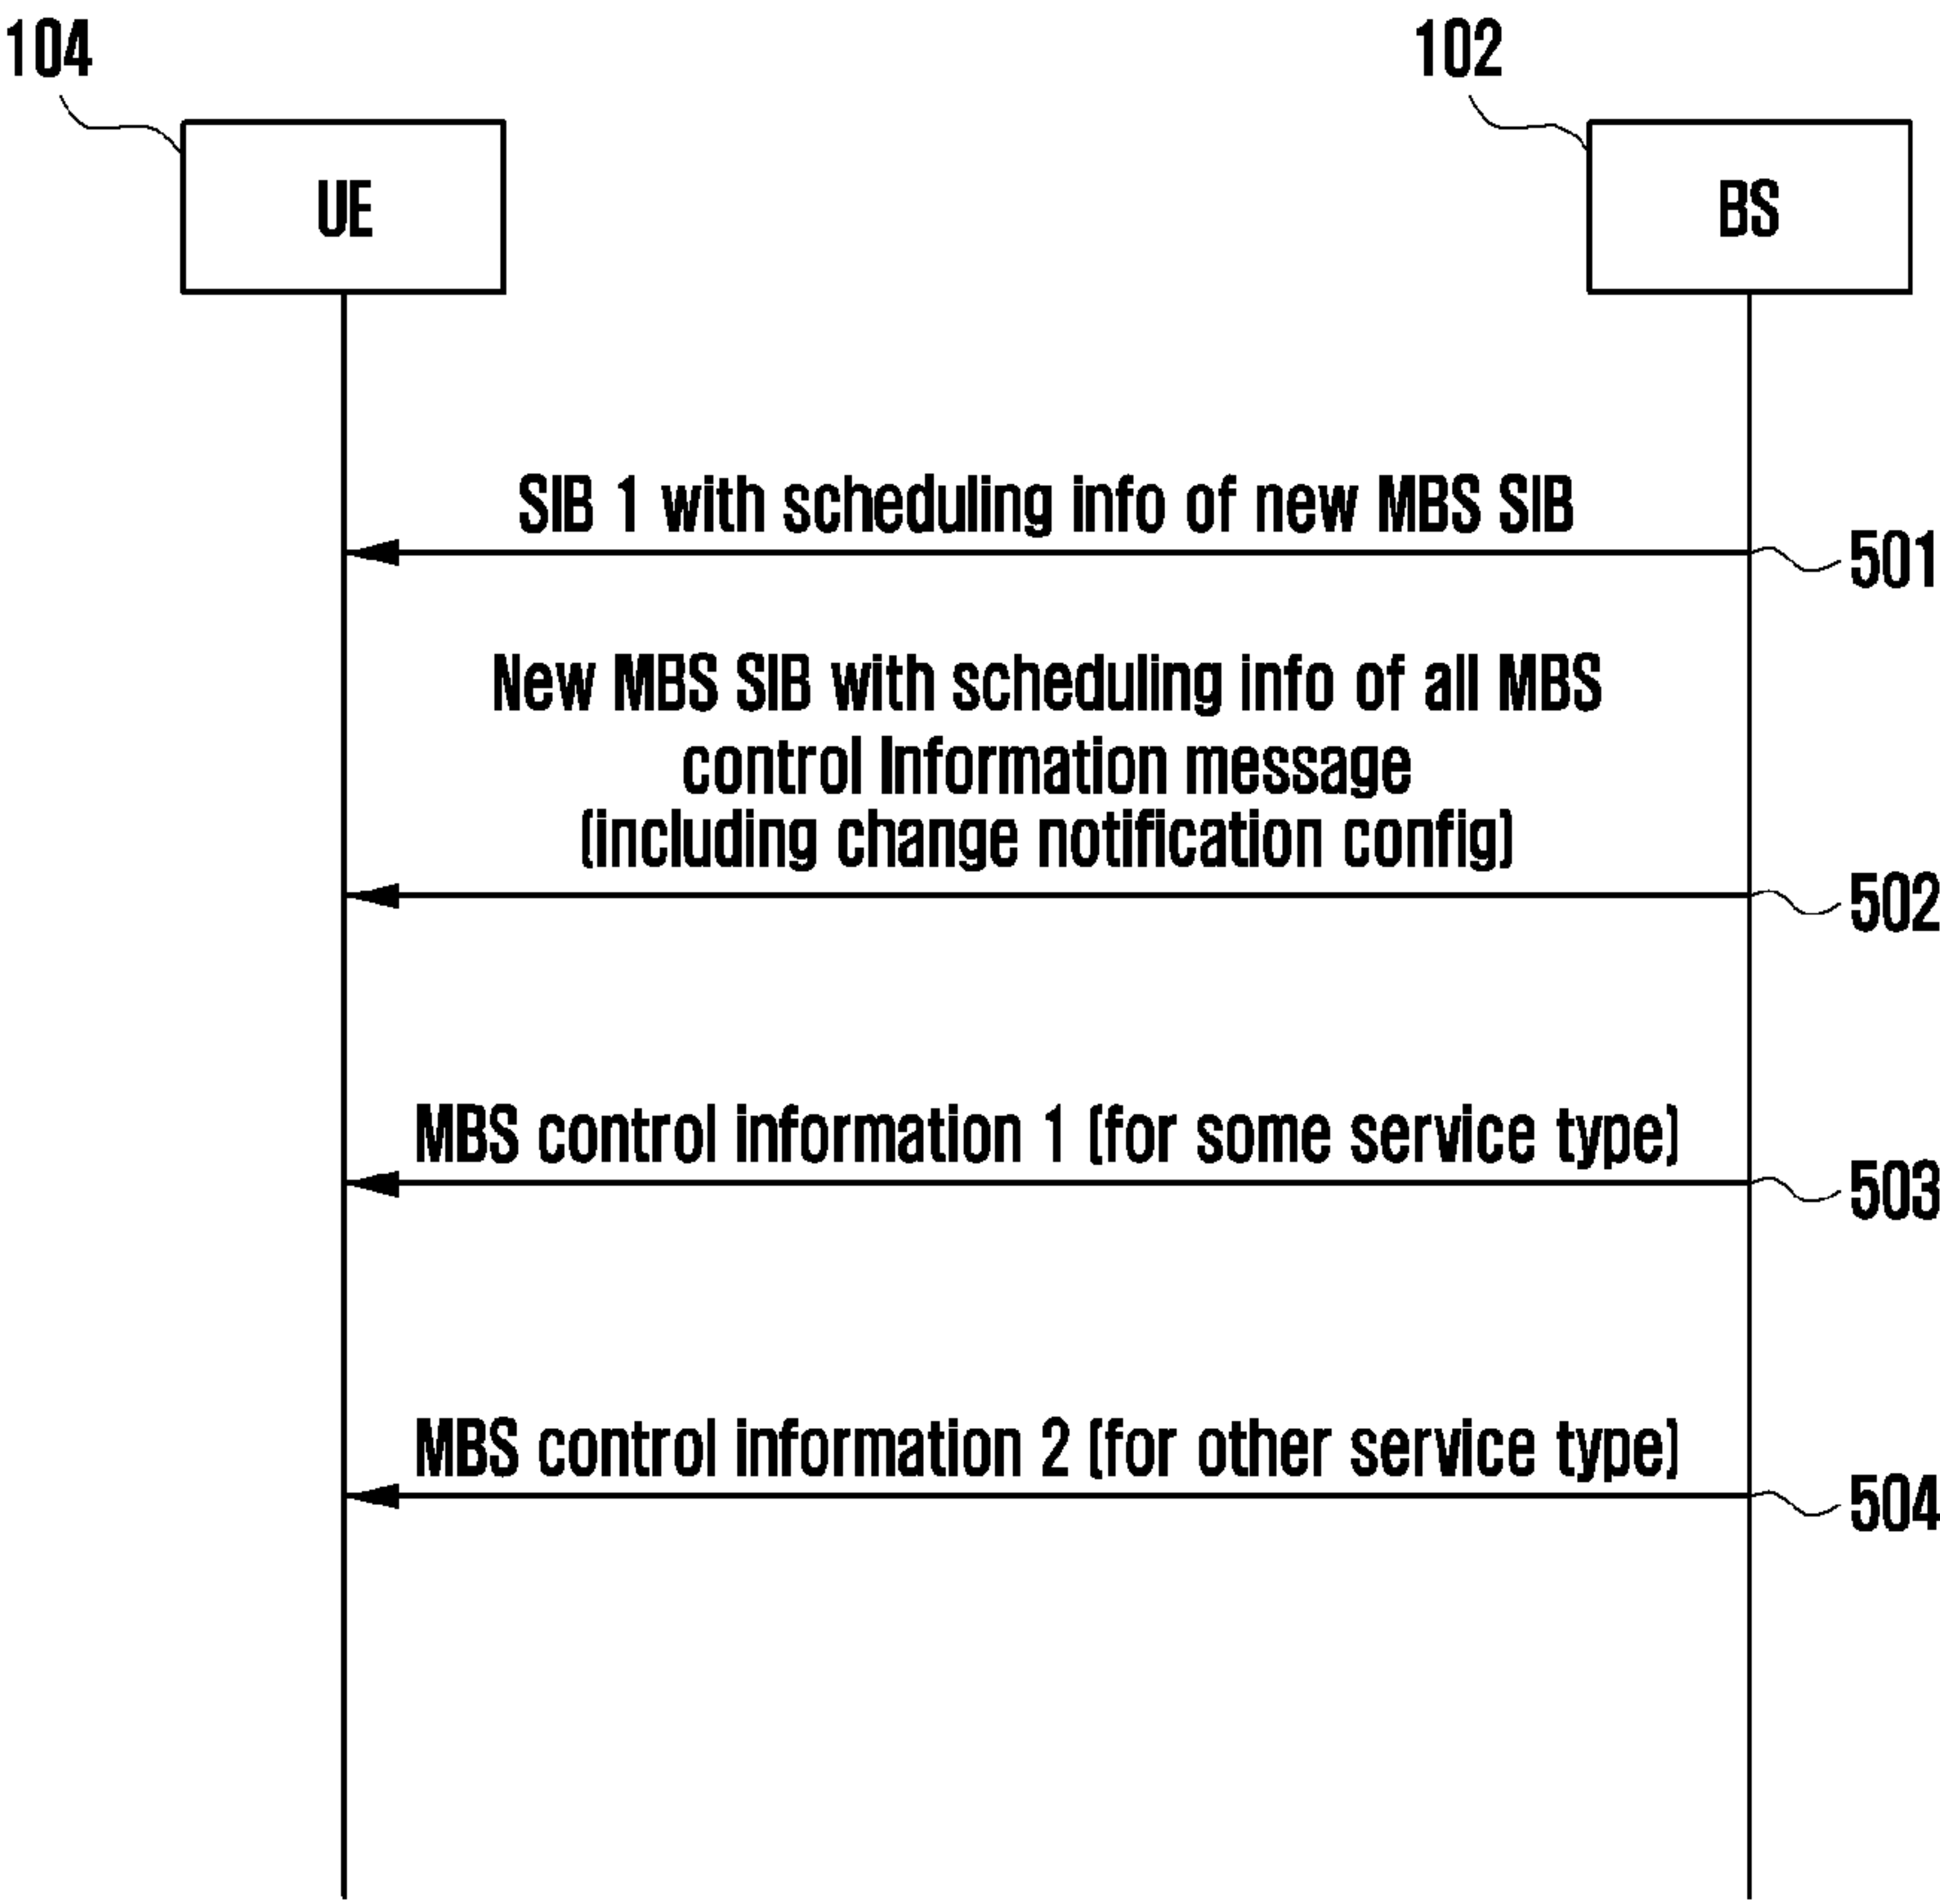 104
102
UE
BS
SIB 1 with scheduling info of new MBS SIB
501
New MBS SIB with scheduling info of all MBS
control Information message
(including change notification config)
502
MBS control information 1 (for some service type)
503
MBS control information 2 (for other service type)
504